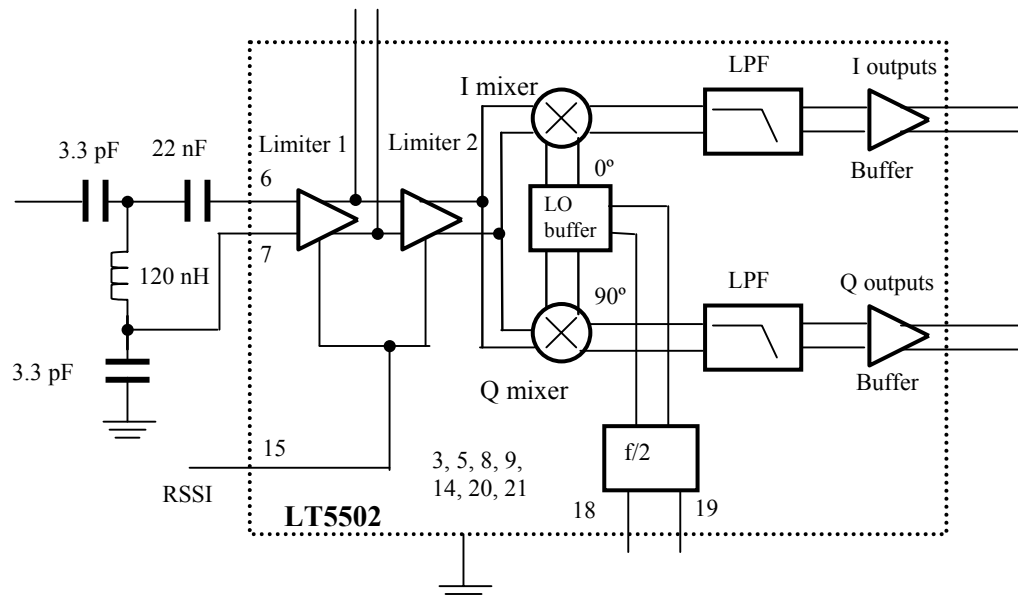 LPF
I outputs
I mixer
3.3 pF
22 nF
Limiter 1
Limiter 2
6
0º
Buffer
LO
buffer
7
120 nH
90º
LPF
Q outputs
3.3 pF
Q mixer
Buffer
15
3, 5, 8, 9,
14, 20, 21
f/2
RSSI
LT5502
18
19